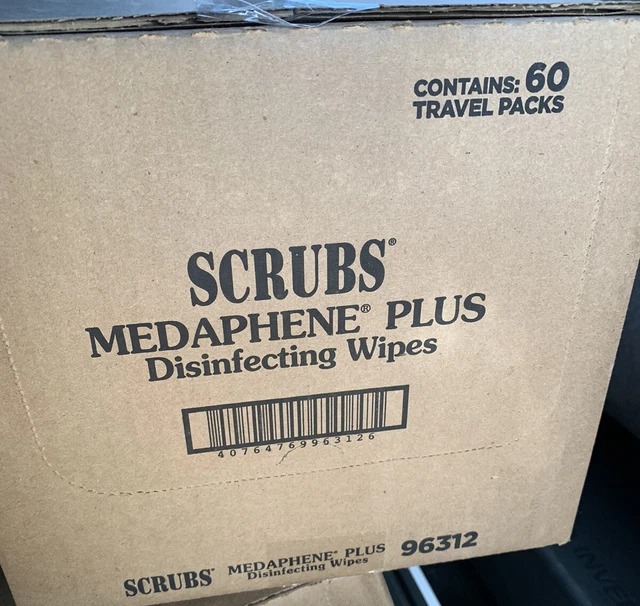 CONTAINS: 60
TRAVEL PACKS
SCRUBS®
MEDAPHENE® PLUS
Disinfecting Wipes
40764769963126
SCRUBS® MEDAPHENE® PLUS 96312
Disinfecting Wipes